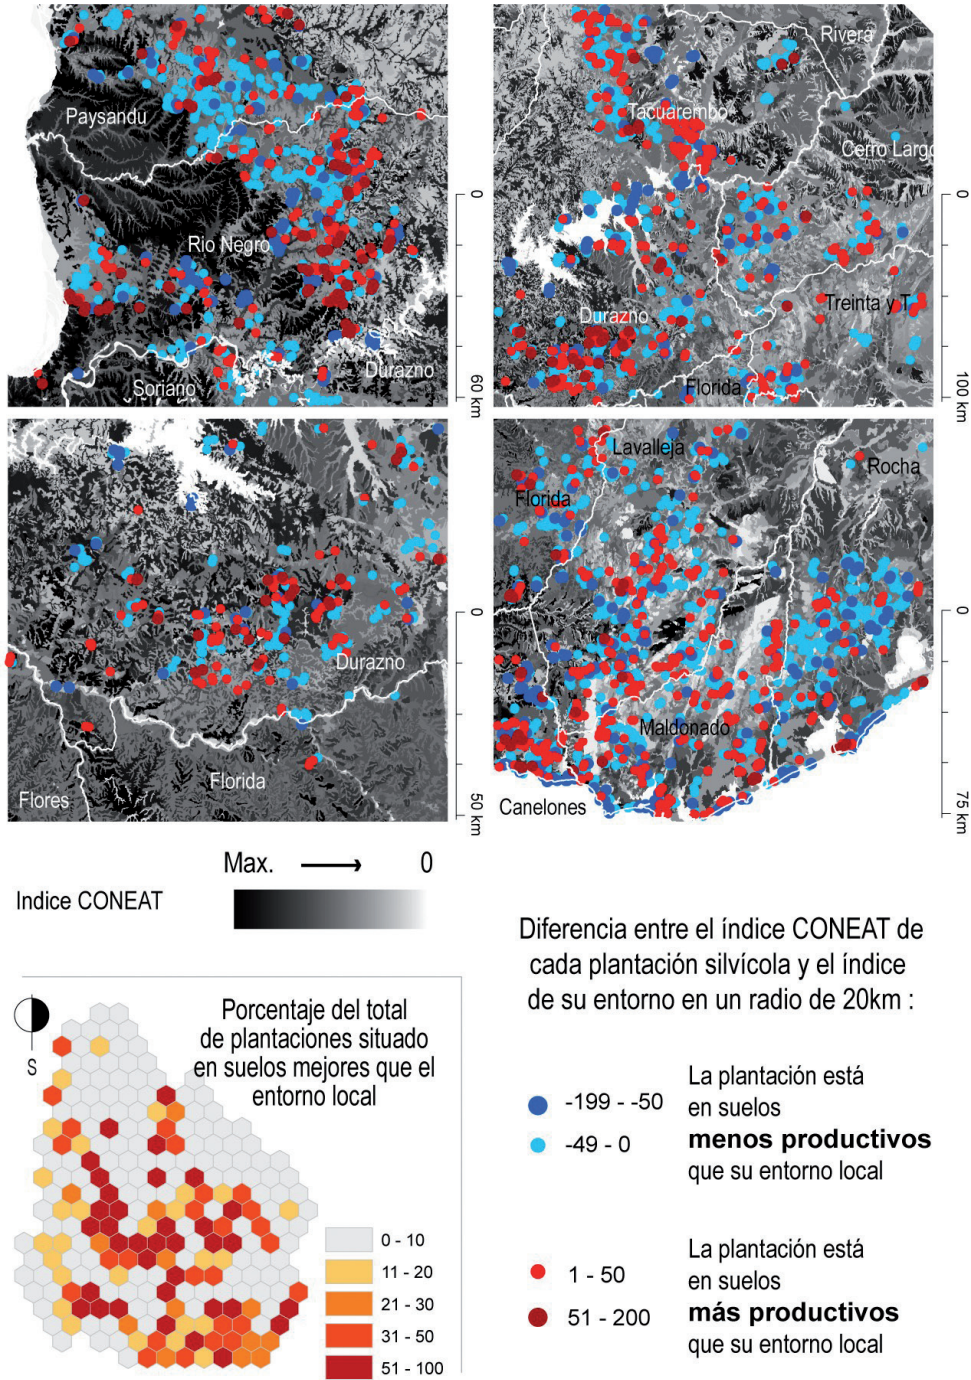 Paysandu
Rio Negro
Soriano
Durazno
0
60 km
Rivera
Tacuarembo
Cerro Largo
Durazno
Treinta y T.
Florida
0
100 km
Durazno
Florida
Flores
0
50 km
Lavalleja
Rocha
Florida
Maldonado
Canelones
0
75 km
Max. 0
Indice CONEAT
Diferencia entre el índice CONEAT de
cada plantación silvícola y el índice
de su entorno en un radio de 20km :
-199 - -50
-49 - 0
La plantación está
en suelos
menos productivos
que su entorno local
1 - 50
51 - 200
La plantación está
en suelos
más productivos
que su entorno local
S
Porcentaje del total
de plantaciones situado
en suelos mejores que el
entorno local
0 - 10
11 - 20
21 - 30
31 - 50
51 - 100